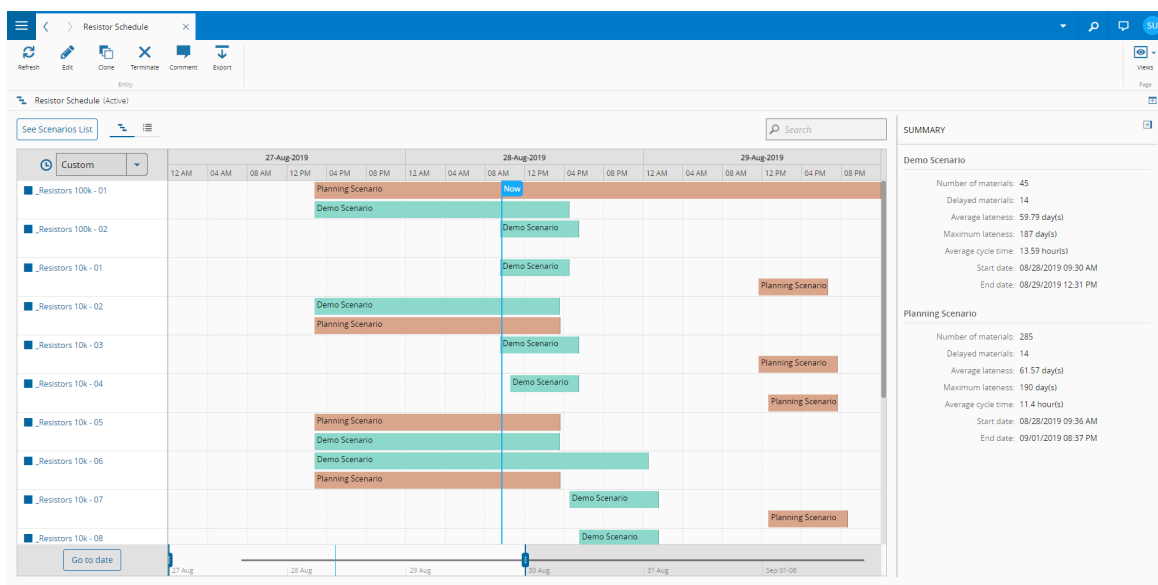 Resistor Schedule
SU
Refresh
Edit
Clone
Terminate
Comment
Export
Views
Entity
Page
Resistor Schedule (Active)
See Scenarios List
Search
SUMMARY
Custom
27-Aug-2019 28-Aug-2019 29-Aug-2019
12 AM 04 AM 08 AM 12 PM 04 PM 08 PM 12 AM 04 AM 08 AM 12 PM 04 PM 08 PM 12 AM 04 AM 08 AM 12 PM 04 PM 08 PM
_Resistors 100k - 01
Planning Scenario
Now
Demo Scenario
_Resistors 100k - 02
Demo Scenario
_Resistors 10k - 01
Demo Scenario
Planning Scenario
_Resistors 10k - 02
Demo Scenario
Planning Scenario
_Resistors 10k - 03
Demo Scenario
Planning Scenario
_Resistors 10k - 04
Demo Scenario
Planning Scenario
_Resistors 10k - 05
Planning Scenario
Demo Scenario
_Resistors 10k - 06
Demo Scenario
Planning Scenario
_Resistors 10k - 07
Demo Scenario
Planning Scenario
_Resistors 10k - 08
Demo Scenario
Go to date
27 Aug 28 Aug 29 Aug 30 Aug 31 Aug Sep 01-08
Demo Scenario
Number of materials: 45
Delayed materials: 14
Average lateness: 59.79 day(s)
Maximum lateness: 187 day(s)
Average cycle time: 13.59 hour(s)
Start date: 08/28/2019 09:30 AM
End date: 08/29/2019 12:31 PM
Planning Scenario
Number of materials: 285
Delayed materials: 14
Average lateness: 61.57 day(s)
Maximum lateness: 190 day(s)
Average cycle time: 11.4 hour(s)
Start date: 08/28/2019 09:36 AM
End date: 09/01/2019 08:37 PM